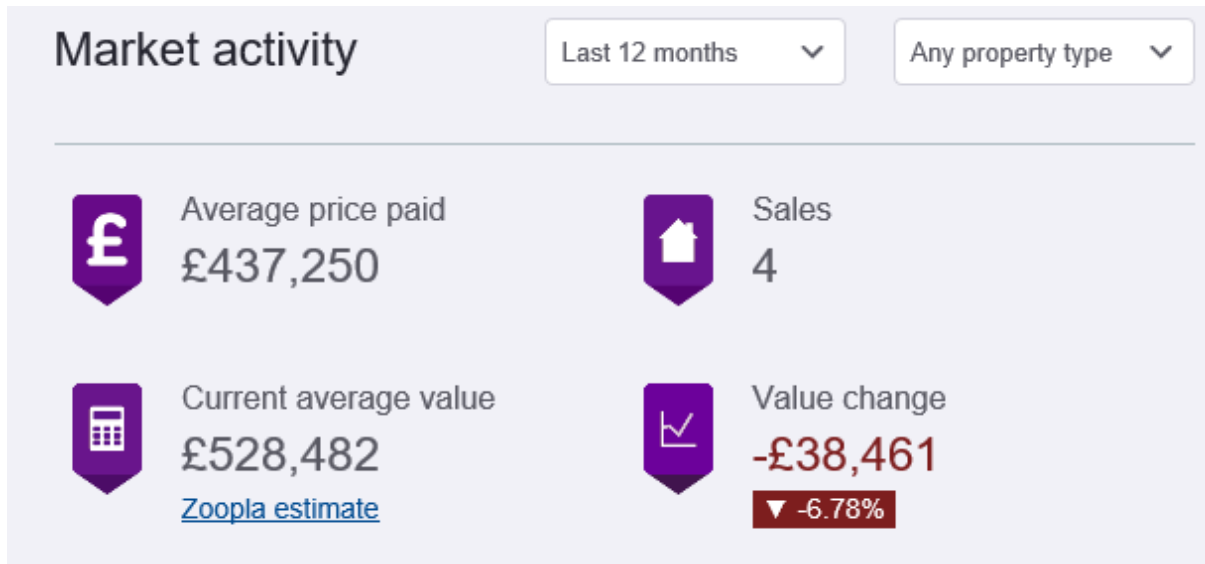 Market activity
Last 12 months
Any property type
£
Average price paid
£437,250
Sales
4
Current average value
£528,482
Zoopla estimate
Value change
-£38,461
▼ -6.78%